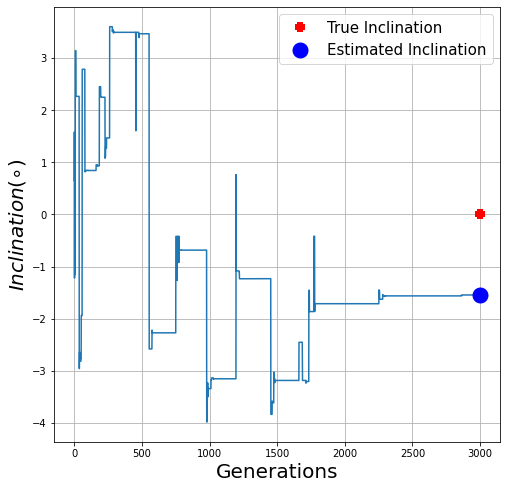 True Inclination
Estimated Inclination
3
2
1
0
−1
−2
−3
−4
Inclination(∘)
0 500 1000 1500 2000 2500 3000
Generations